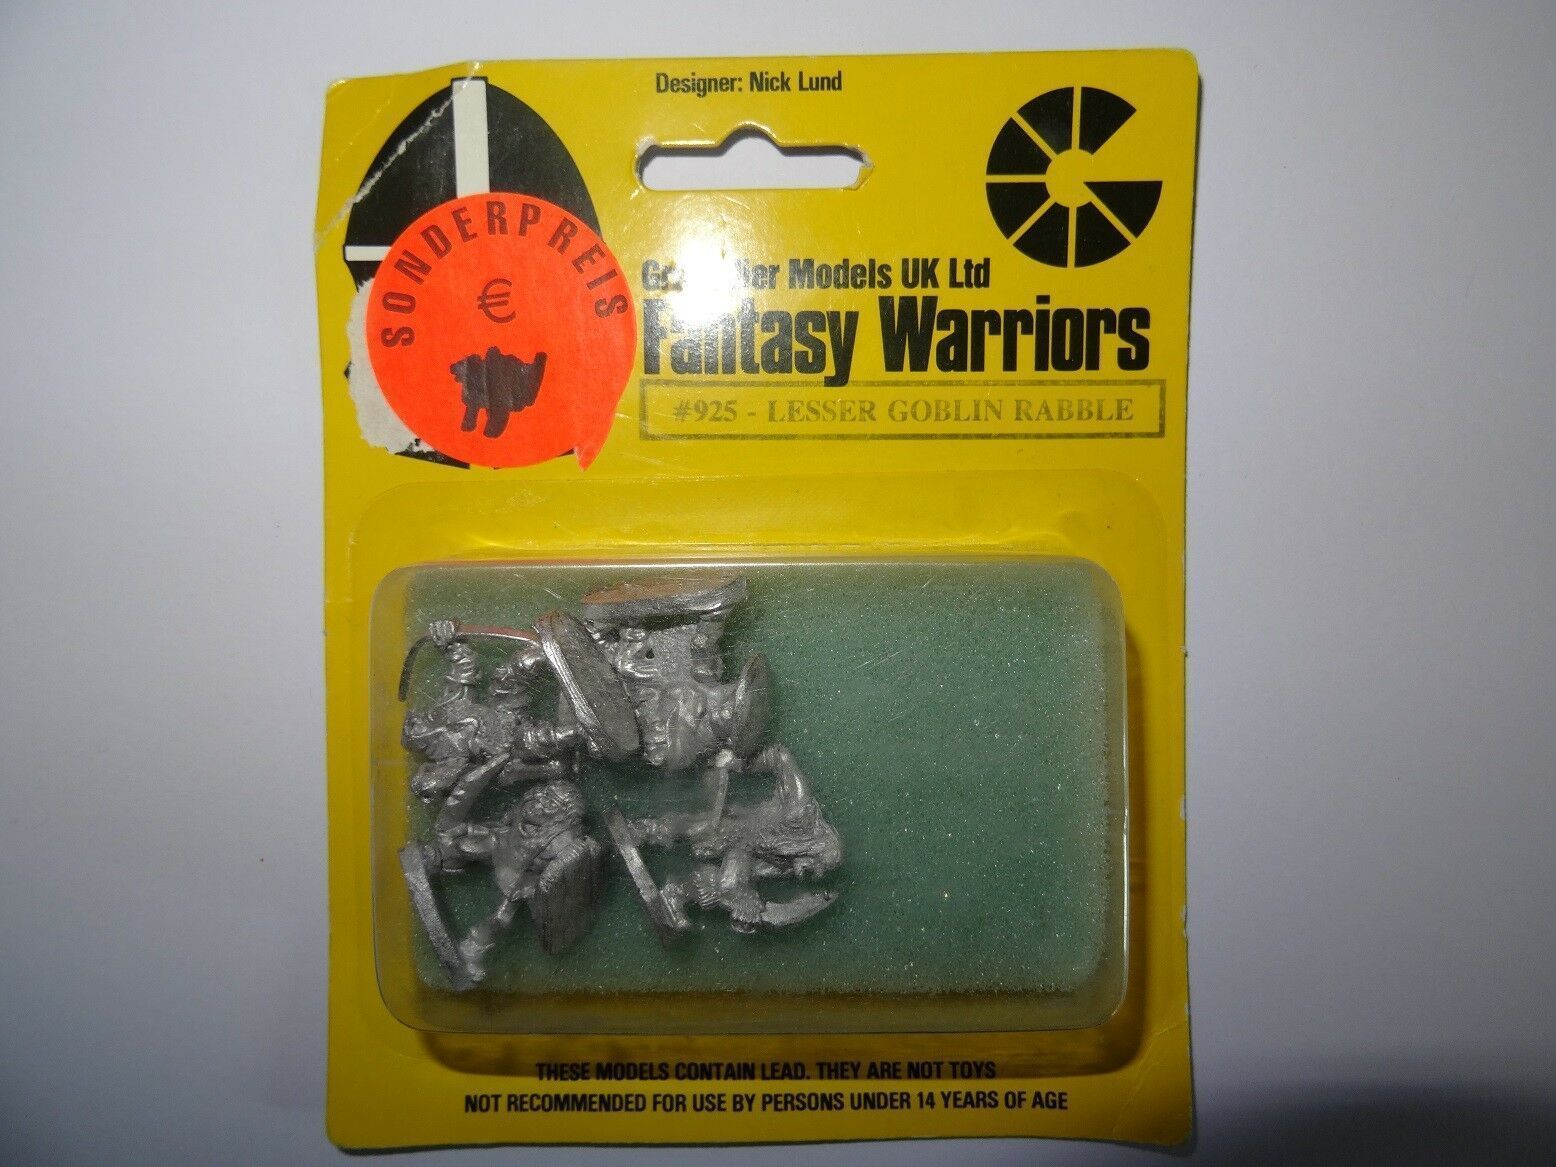 Designer: Nick Lund
SONDERPREIS
€
Models UK Ltd
Fantasy Warriors
#925 - LESSER GOBLIN RABBLE
THESE MODELS CONTAIN LEAD. THEY ARE NOT TOYS
NOT RECOMMENDED FOR USE BY PERSONS UNDER 14 YEARS OF AGE